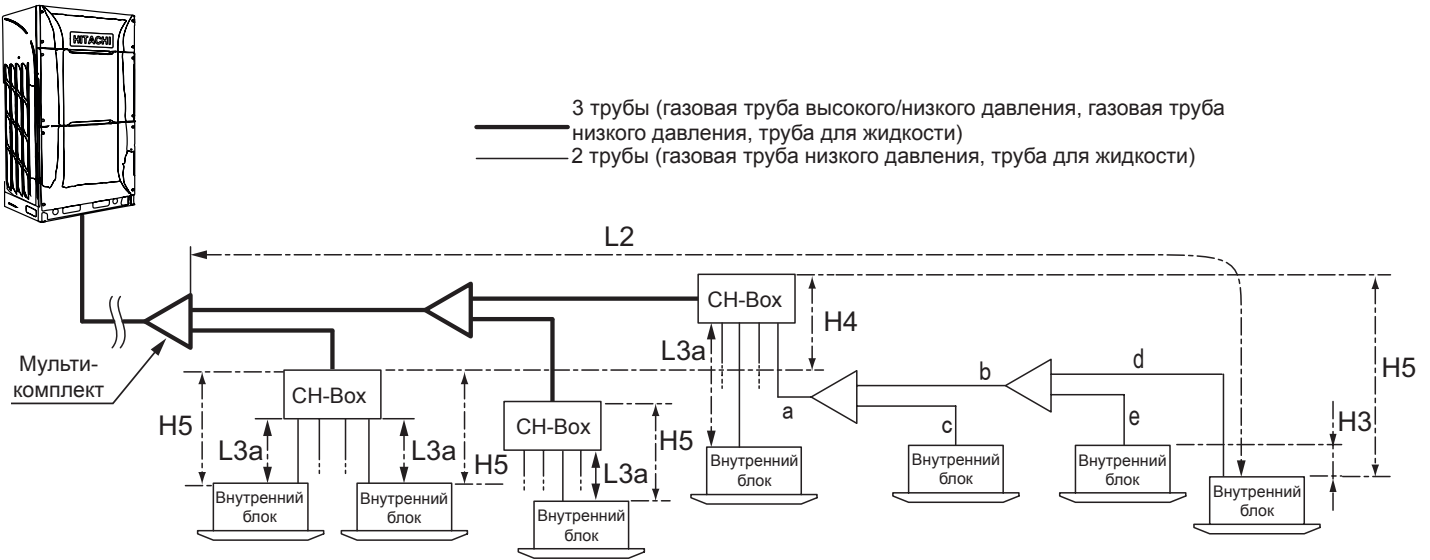 HITACHI
3 трубы (газовая труба высокого/низкого давления, газовая труба
низкого давления, труба для жидкости)
2 трубы (газовая труба низкого давления, труба для жидкости)
L2
CH-Box
H4
L3a
H5
Мульти-
комплект
CH-Box
CH-Box
a
b
c
d
e
H3
H5
L3a
L3a
H5
H5
L3a
Внутренний
блок
Внутренний
блок
Внутренний
блок
Внутренний
блок
Внутренний
блок
Внутренний
блок
Внутренний
блок